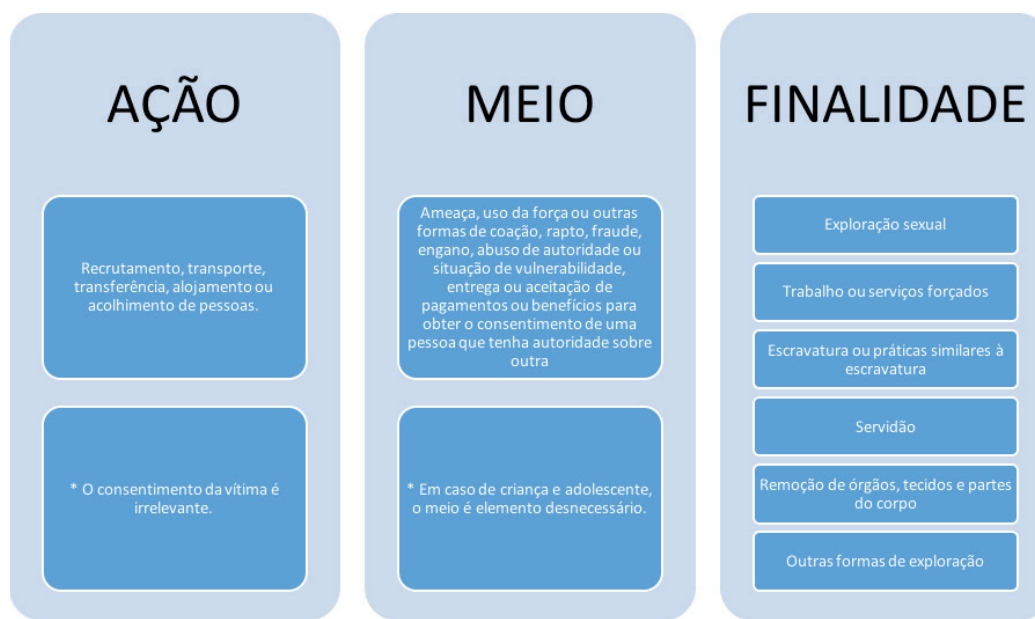 AÇÃO
Recrutamento, transporte,
transferência, alojamento ou
acolhimento de pessoas.
* O consentimento da vítima é
irrelevante.
MEIO
Ameaça, uso da força ou outras
formas de coação, rapto, fraude,
engano, abuso de autoridade ou
situação de vulnerabilidade,
entrega ou aceitação de
pagamentos ou benefícios para
obter o consentimento de uma
pessoa que tenha autoridade sobre
outra
* Em caso de criança e adolescente,
o meio é elemento desnecessário.
FINALIDADE
Exploração sexual
Trabalho ou serviços forçados
Escravatura ou práticas similares à
escravatura
Servidão
Remoção de órgãos, tecidos e partes
do corpo
Outras formas de exploração